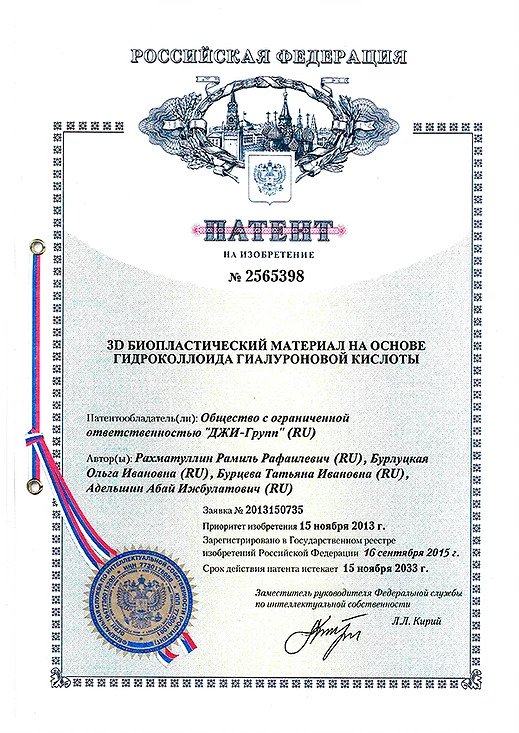 РОССИЙСКАЯ ФЕДЕРАЦИЯ
ПАТЕНТ
НА ИЗОБРЕТЕНИЕ
№ 2565398
3D БИОПЛАСТИЧЕСКИЙ МАТЕРИАЛ НА ОСНОВЕ
ГИДРОКОЛЛОИДА ГИАЛУРОНОВОЙ КИСЛОТЫ
Патентообладатель(ли): Общество с ограниченной
ответственностью "ДЖИ-Групп" (RU)
Автор(ы): Рахматуллин Рамиль Рафаилевич (RU), Бурлуцкая
Ольга Ивановна (RU), Бурцева Татьяна Ивановна (RU),
Адельшин Абай Ижбулатович (RU)
Заявка № 2013150735
Приоритет изобретения 15 ноября 2013 г.
Зарегистрировано в Государственном реестре
изобретений Российской Федерации 16 сентября 2015 г.
Срок действия патента истекает 15 ноября 2033 г.
Заместитель руководителя Федеральной службы
по интеллектуальной собственности
Л.Л. Кирий